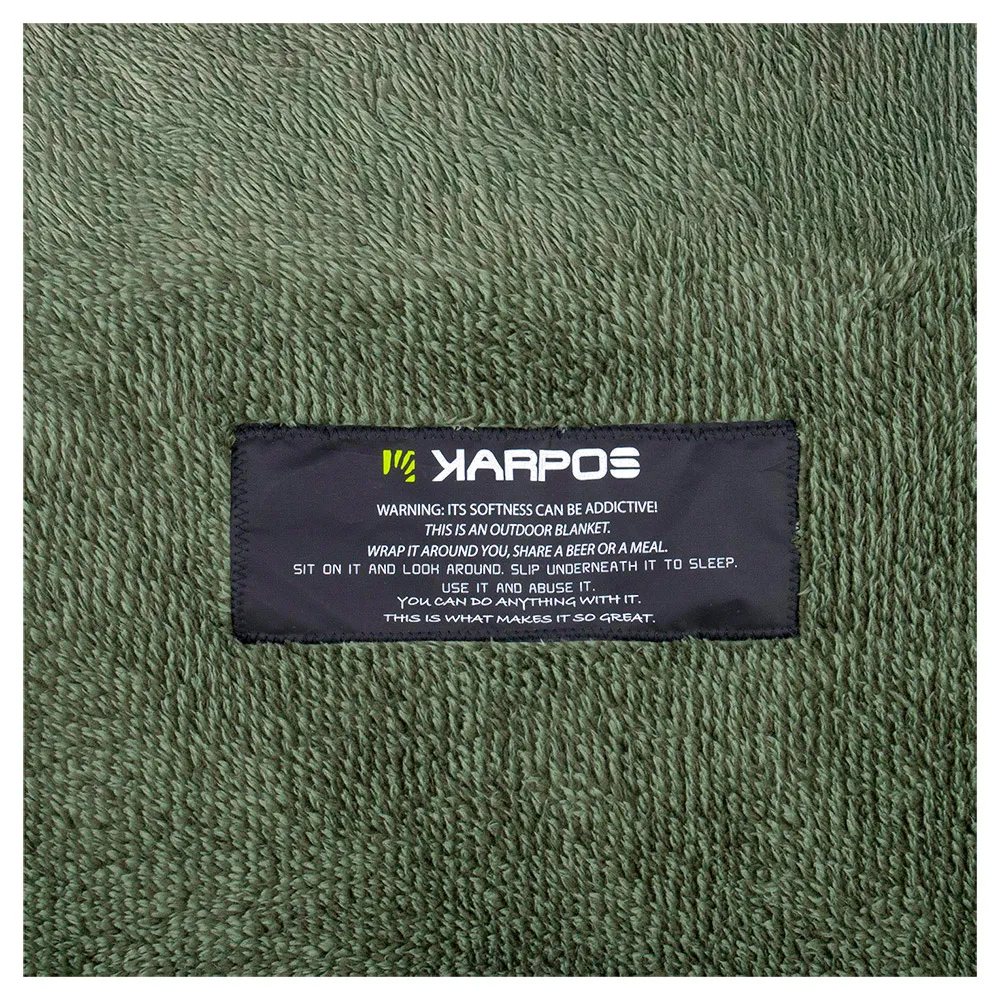 KARPOS
WARNING: ITS SOFTNESS CAN BE ADDICTIVE!
THIS IS AN OUTDOOR BLANKET.
WRAP IT AROUND YOU, SHARE A BEER OR A MEAL.
SIT ON IT AND LOOK AROUND. SLIP UNDERNEATH IT TO SLEEP.
USE IT AND ABUSE IT.
YOU CAN DO ANYTHING WITH IT.
THIS IS WHAT MAKES IT SO GREAT.